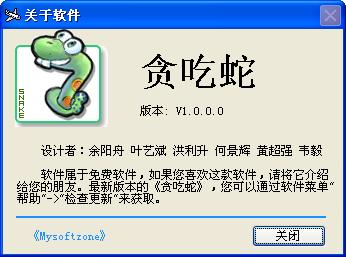 关于软件
SNAKE
贪吃蛇
版本: V1.0.0.0
设计者:余阳舟 叶艺斌 洪利升 何景辉 黄超强 韦毅
软件属于免费软件,如果您喜欢这款软件,请将它介
绍给您的朋友。最新版本的《贪吃蛇》,您可以通过软件菜单"
帮助"->"检查更新"来获取。
《Mysoftzone》
关闭